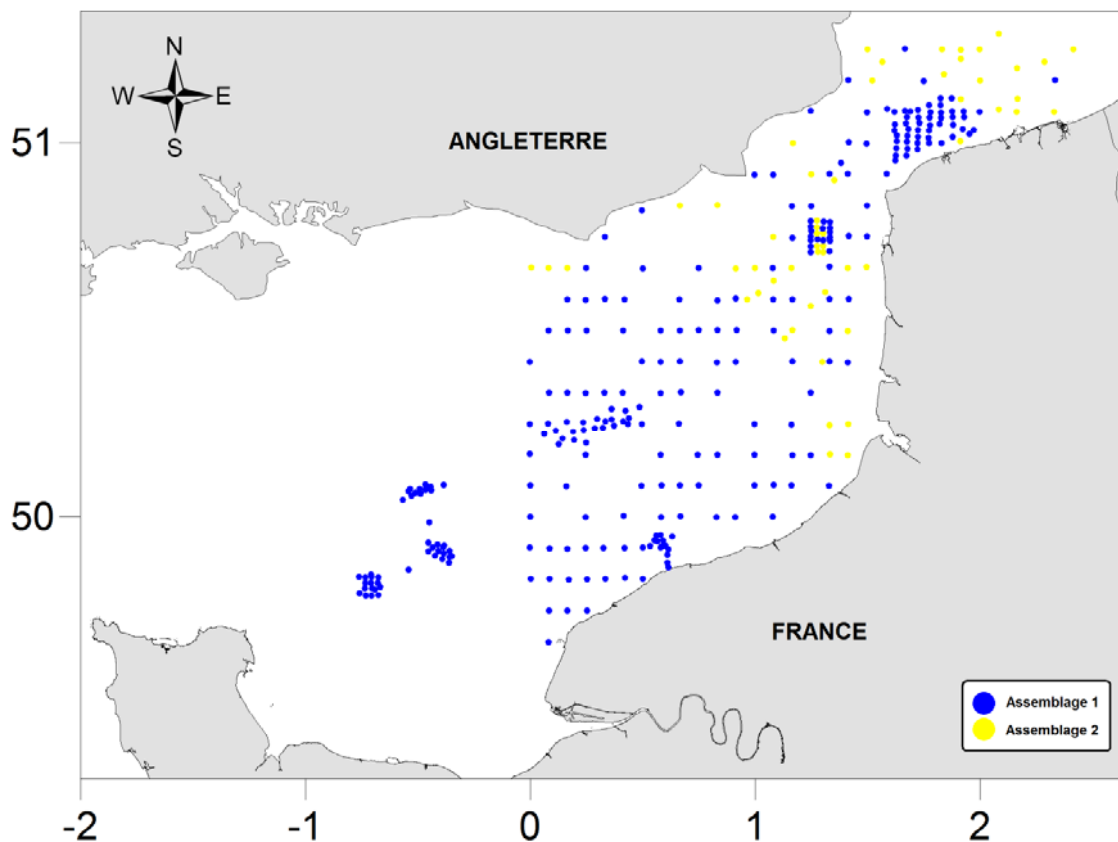 N
W E
S
ANGLETERRE
51
50
FRANCE
Assemblage 1
Assemblage 2
-2 -1 0 1 2